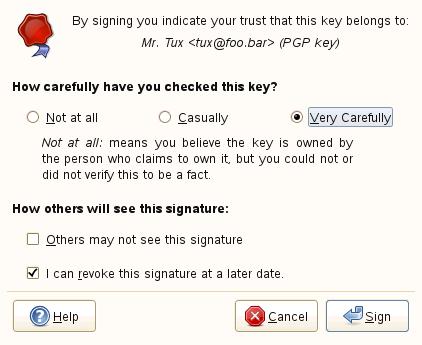 By signing you indicate your trust that this key belongs to:
Mr. Tux <tux@foo.bar> (PGP key)
How carefully have you checked this key?
Not at all Casually Very Carefully
Not at all: means you believe the key is owned by
the person who claims to own it, but you could not or
did not verify this to be a fact.
How others will see this signature:
Others may not see this signature
I can revoke this signature at a later date.
Help Cancel Sign